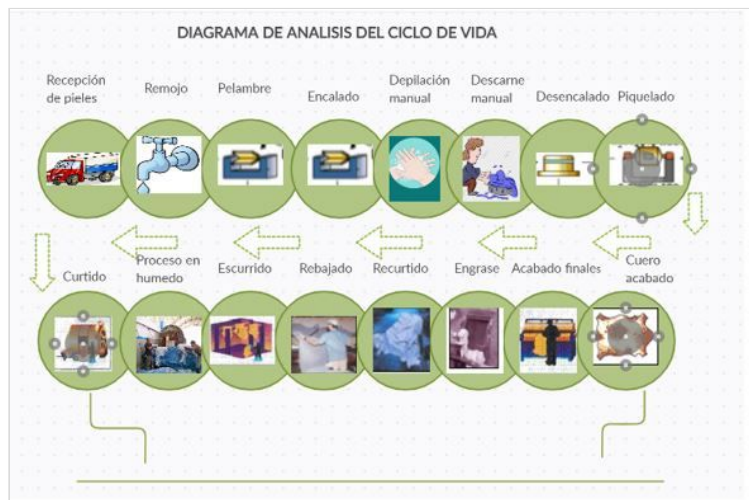 DIAGRAMA DE ANALISIS DEL CICLO DE VIDA
Recepción
de pieles
Remojo
Pelambre
Encalado
Depilación
manual
Descarne
manual
Desencalado
Piquelado
Curtido
Proceso en
humedo
Escurrido
Rebajado
Recurtido
Engrase
Acabado finales
Cuero
acabado